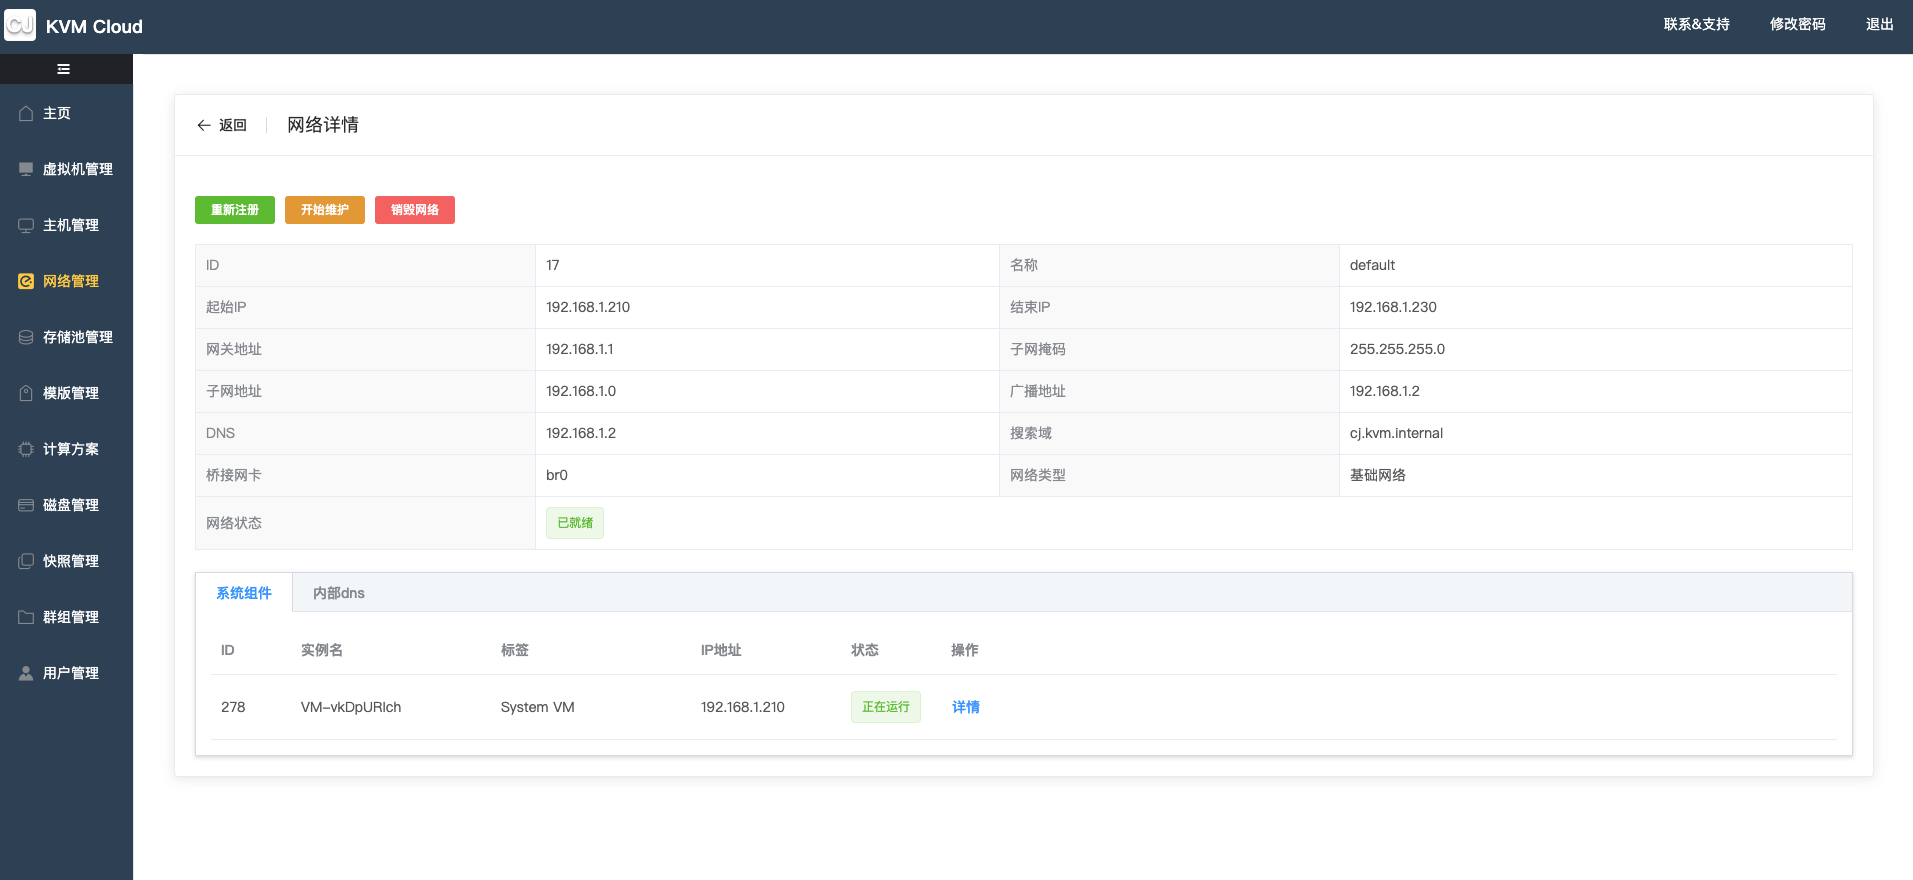 CJ KVM Cloud
联系&支持 修改密码 退出
主页
虚拟机管理
主机管理
网络管理
存储池管理
模版管理
计算方案
磁盘管理
快照管理
群组管理
用户管理
返回 网络详情
重新注册 开始维护 销毁网络
ID 17 名称 default
起始IP 192.168.1.210 结束IP 192.168.1.230
网关地址 192.168.1.1 子网掩码 255.255.255.0
子网地址 192.168.1.0 广播地址 192.168.1.2
DNS 192.168.1.2 搜索域 cj.kvm.internal
桥接网卡 br0 网络类型 基础网络
网络状态 已就绪
系统组件 内部dns
ID 实例名 标签 IP地址 状态 操作
278 VM-vkDpURIch System VM 192.168.1.210 正在运行 详情